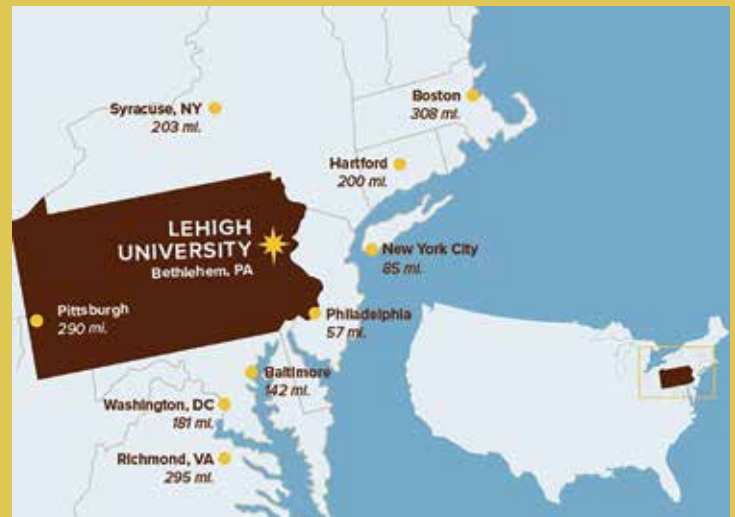 Syracuse, NY
203 mi.
Boston
308 mi.
Hartford
200 mi.
LEHIGH
UNIVERSITY
Bethlehem, PA
New York City
85 mi.
Pittsburgh
290 mi.
Philadelphia
57 mi.
Baltimore
142 mi.
Washington, DC
181 mi.
Richmond, VA
295 mi.